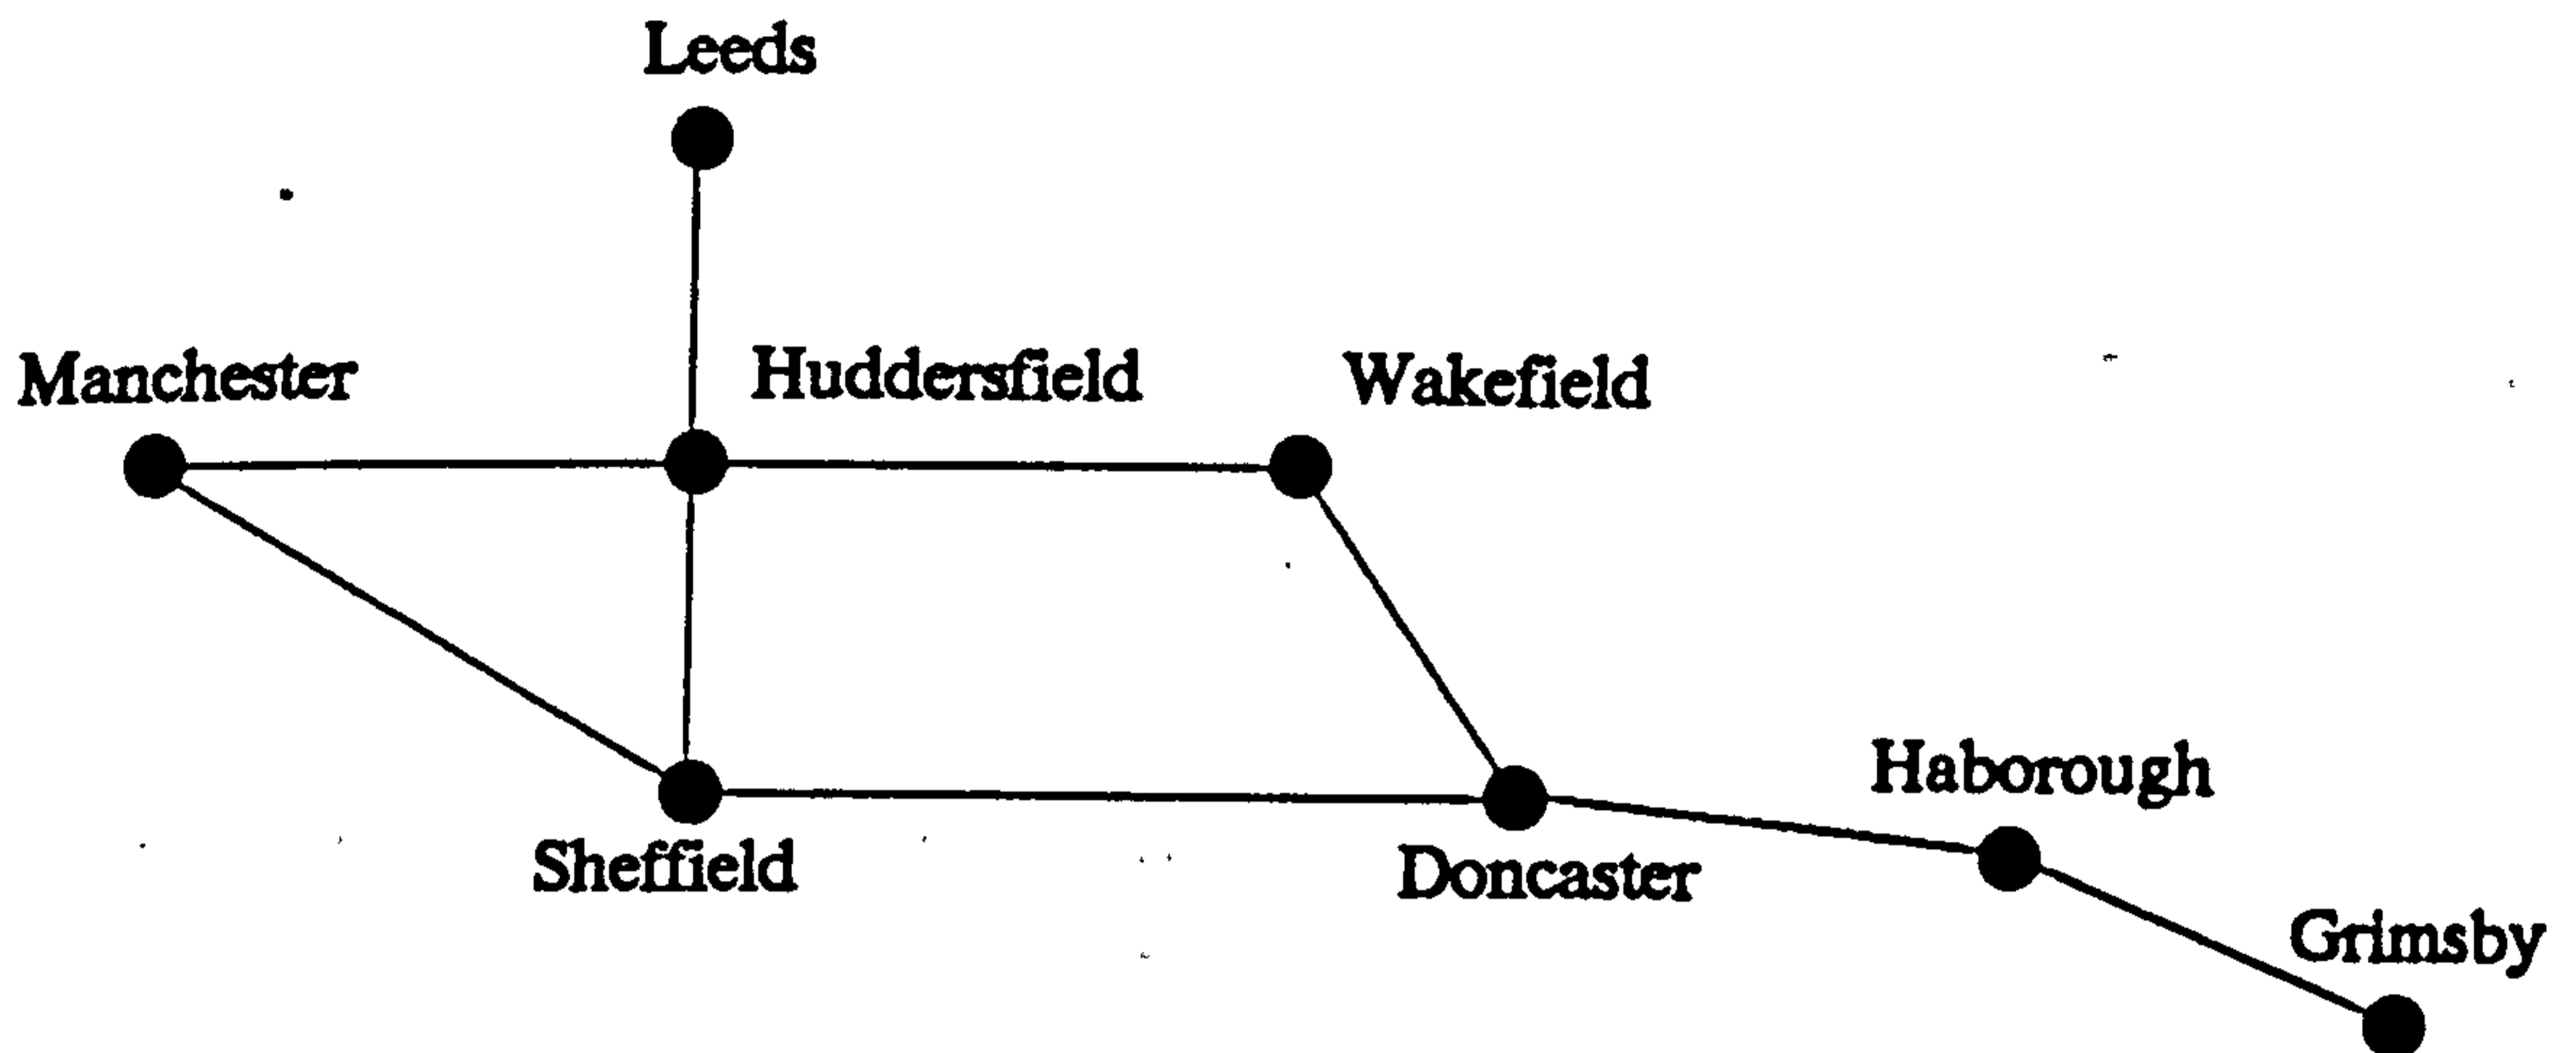 Leeds
Manchester
Huddersfield
Wakefield
Haborough
Sheffield
Doncaster
Grimsby